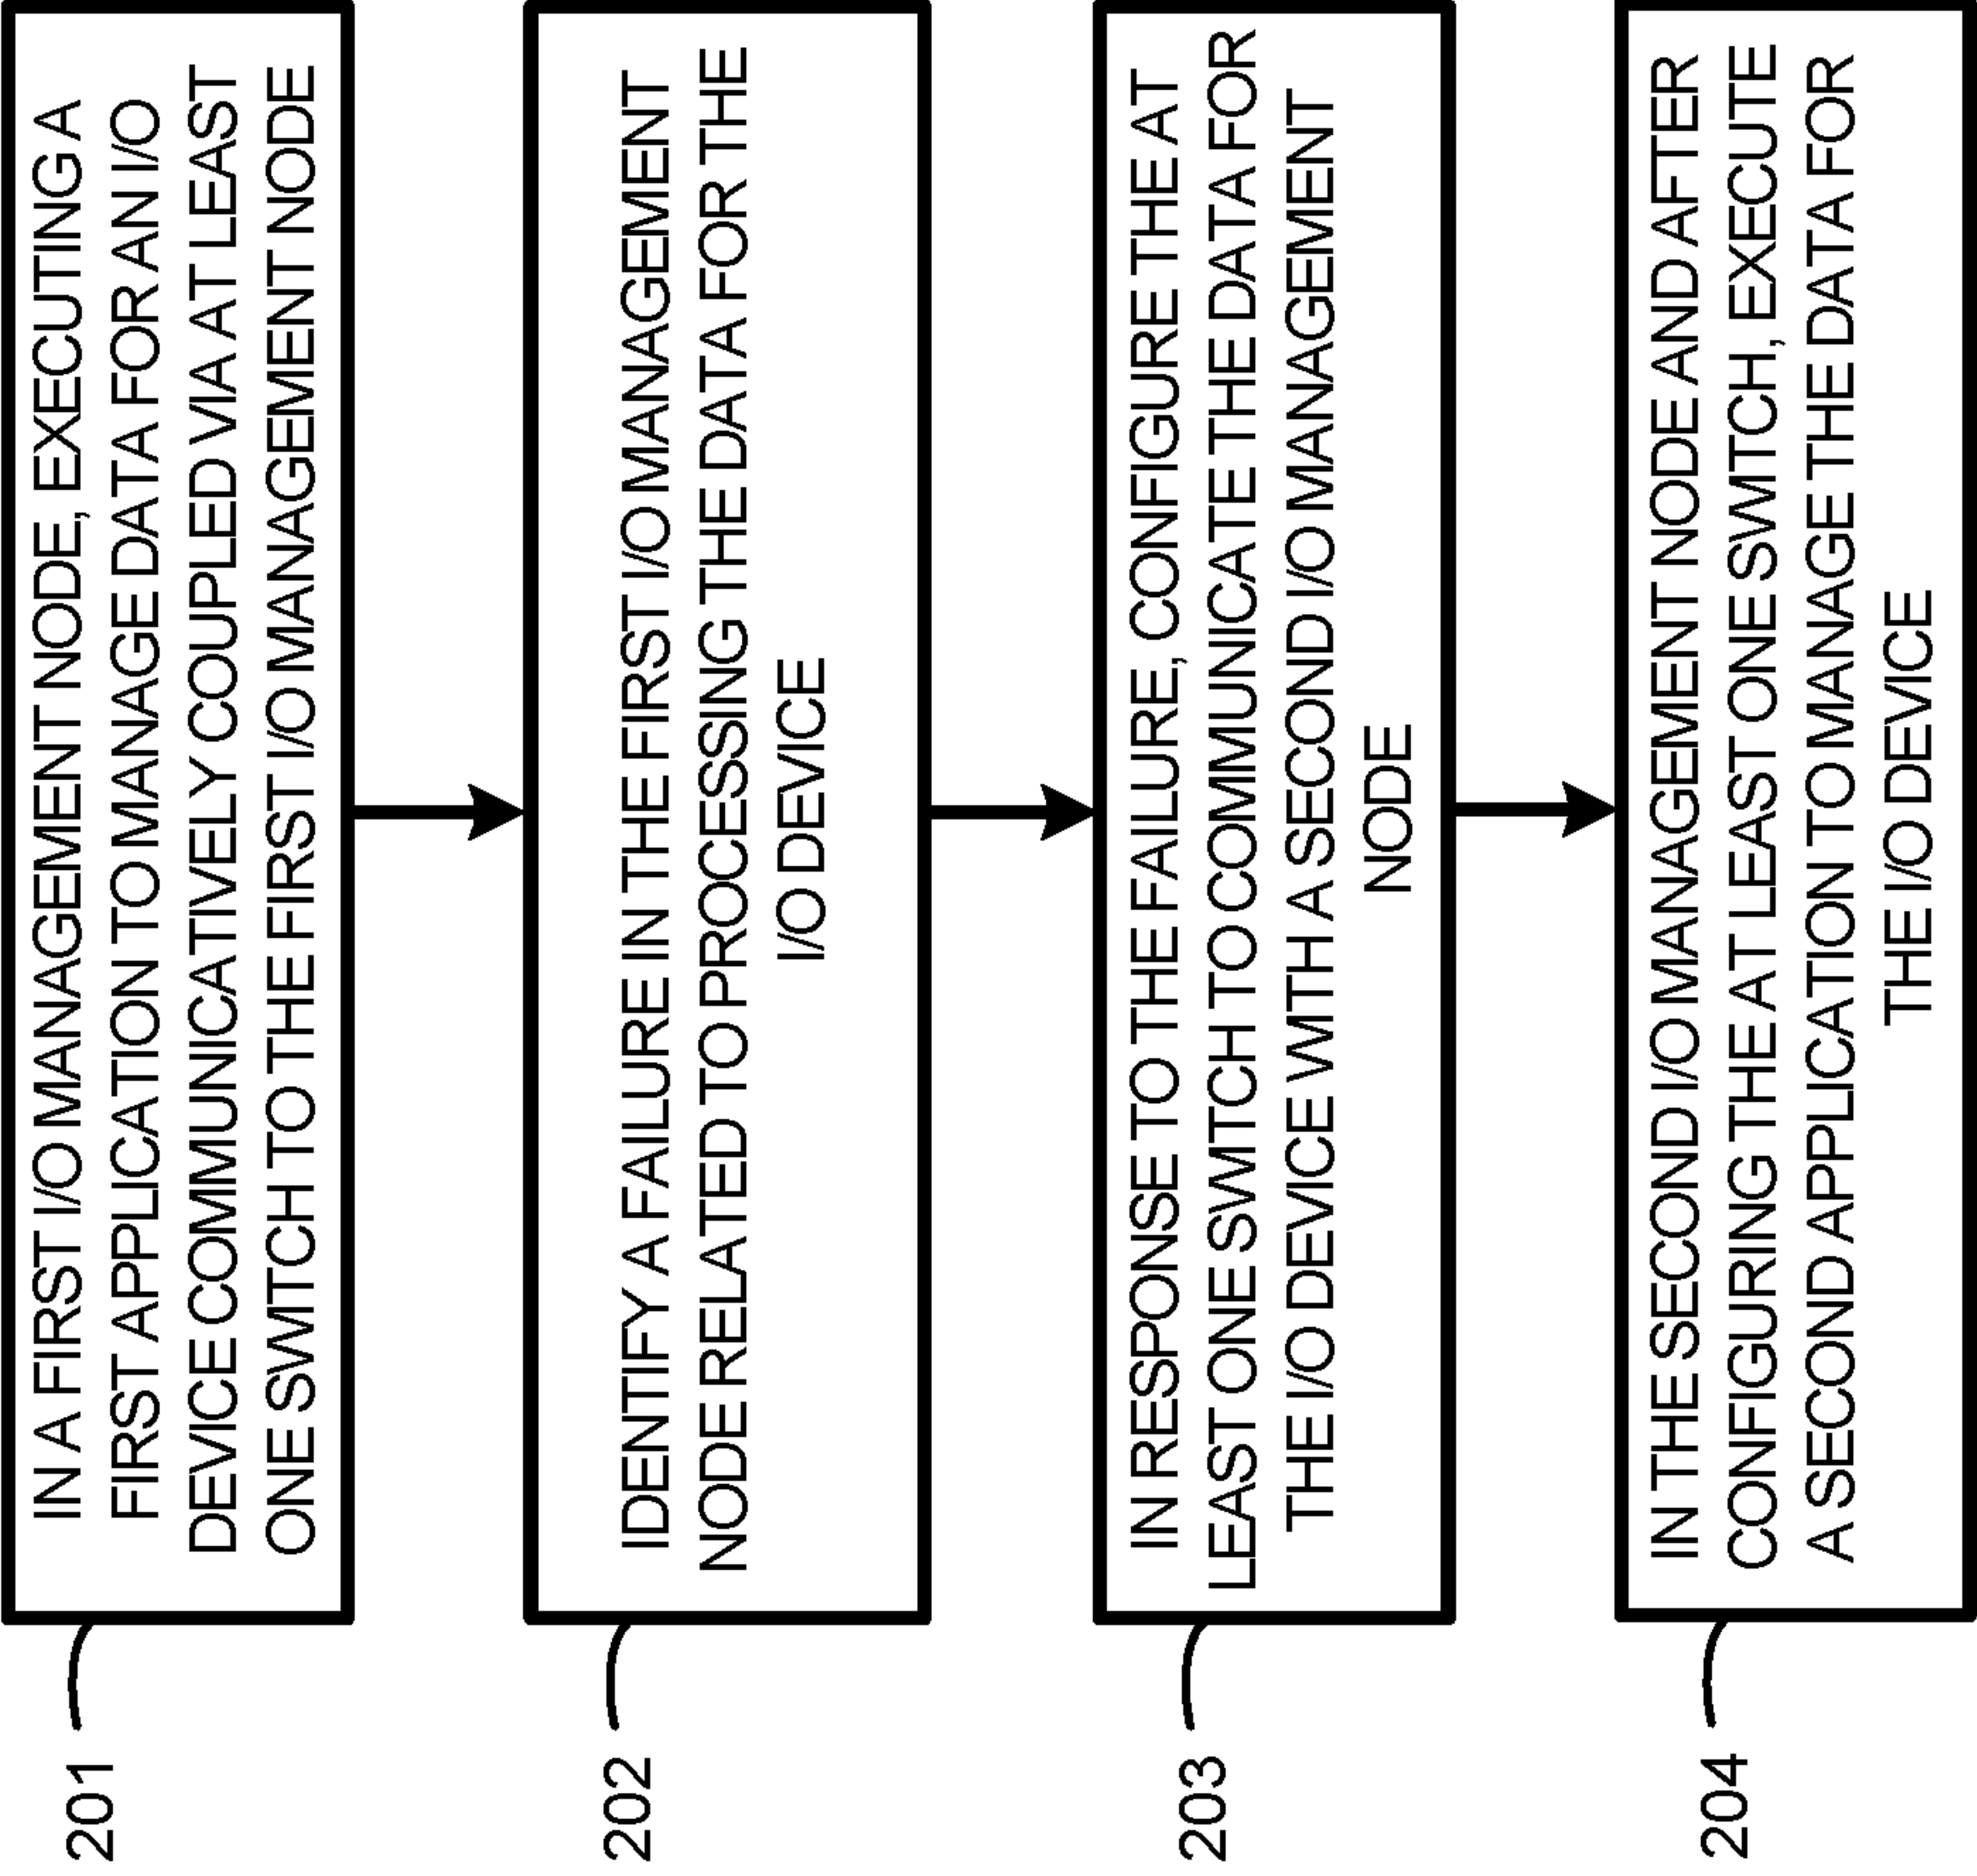 201
IN A FIRST I/O MANAGEMENT NODE, EXECUTING A
FIRST APPLICATION TO MANAGE DATA FOR AN I/O
DEVICE COMMUNICATIVELY COUPLED VIA AT LEAST
ONE SWITCH TO THE FIRST I/O MANAGEMENT NODE
202
IDENTIFY A FAILURE IN THE FIRST I/O MANAGEMENT
NODE RELATED TO PROCESSING THE DATA FOR THE
I/O DEVICE
203
IN RESPONSE TO THE FAILURE, CONFIGURE THE AT
LEAST ONE SWITCH TO COMMUNICATE THE DATA FOR
THE I/O DEVICE WITH A SECOND I/O MANAGEMENT
NODE
204
IN THE SECOND I/O MANAGEMENT NODE AND AFTER
CONFIGURING THE AT LEAST ONE SWITCH, EXECUTE
A SECOND APPLICATION TO MANAGE THE DATA FOR
THE I/O DEVICE